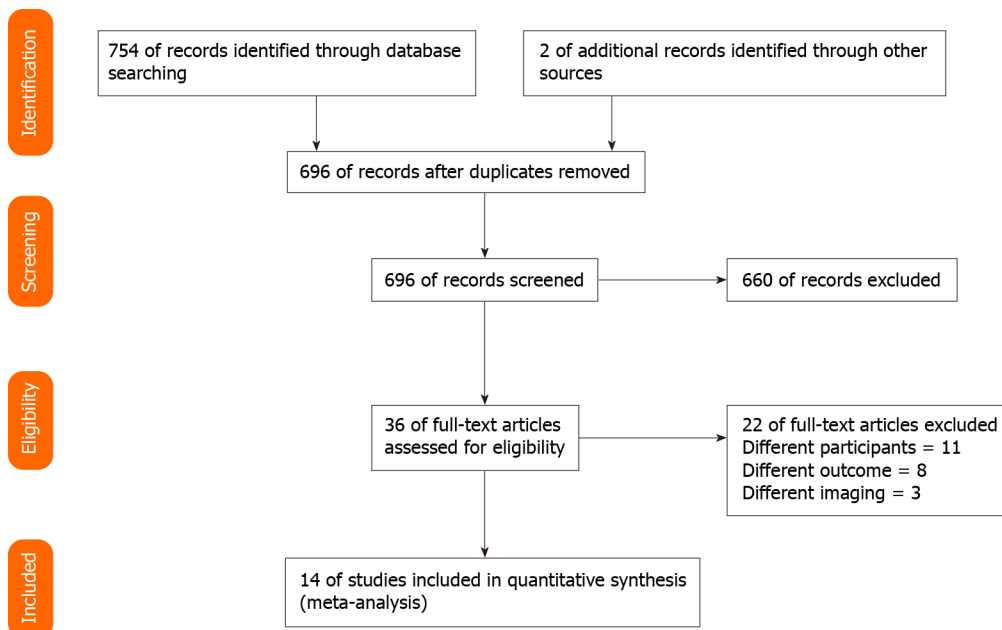 Identification
754 of records identified through database
searching
2 of additional records identified through other
sources
696 of records after duplicates removed
Screening
696 of records screened
660 of records excluded
Eligibility
36 of full-text articles
assessed for eligibility
22 of full-text articles excluded
Different participants = 11
Different outcome = 8
Different imaging = 3
Included
14 of studies included in quantitative synthesis
(meta-analysis)